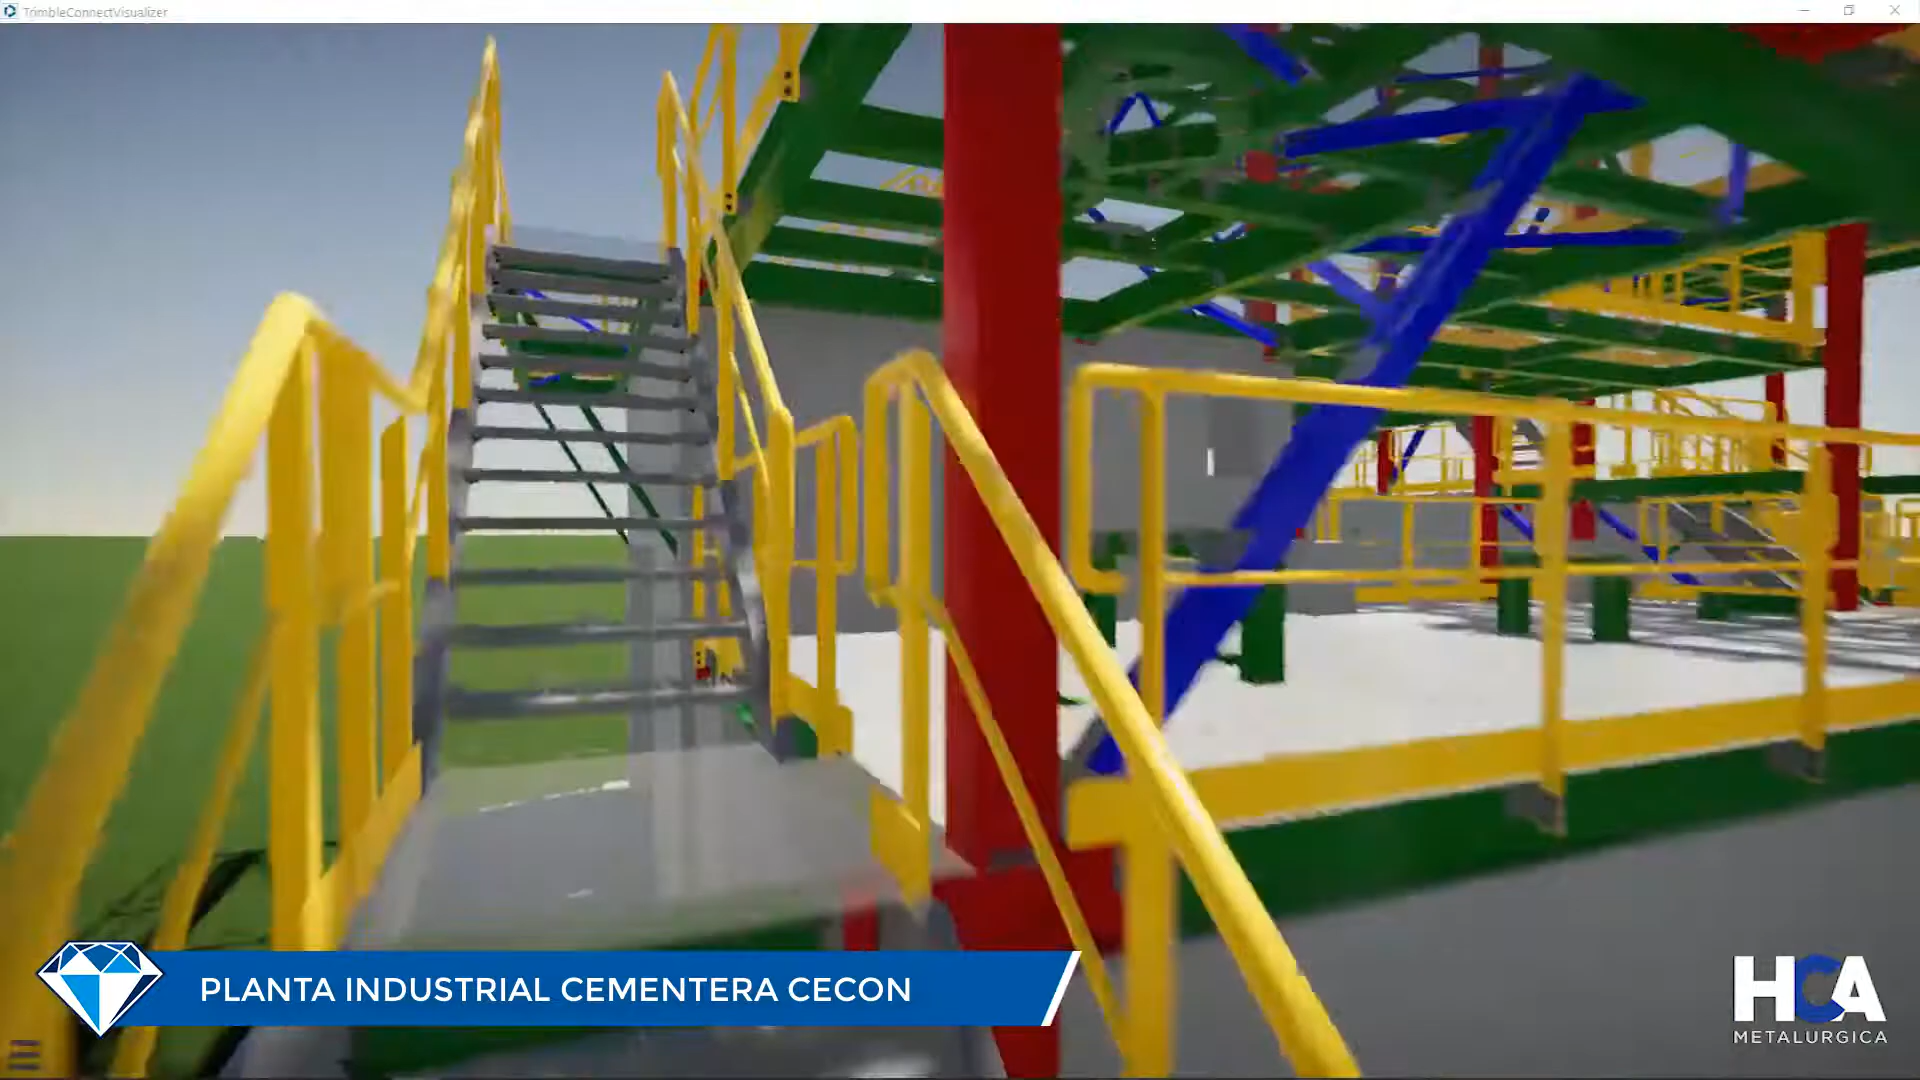 TrimbleConnectVisualizer
PLANTA INDUSTRIAL CEMENTERA CECON
HCA
METALURGICA